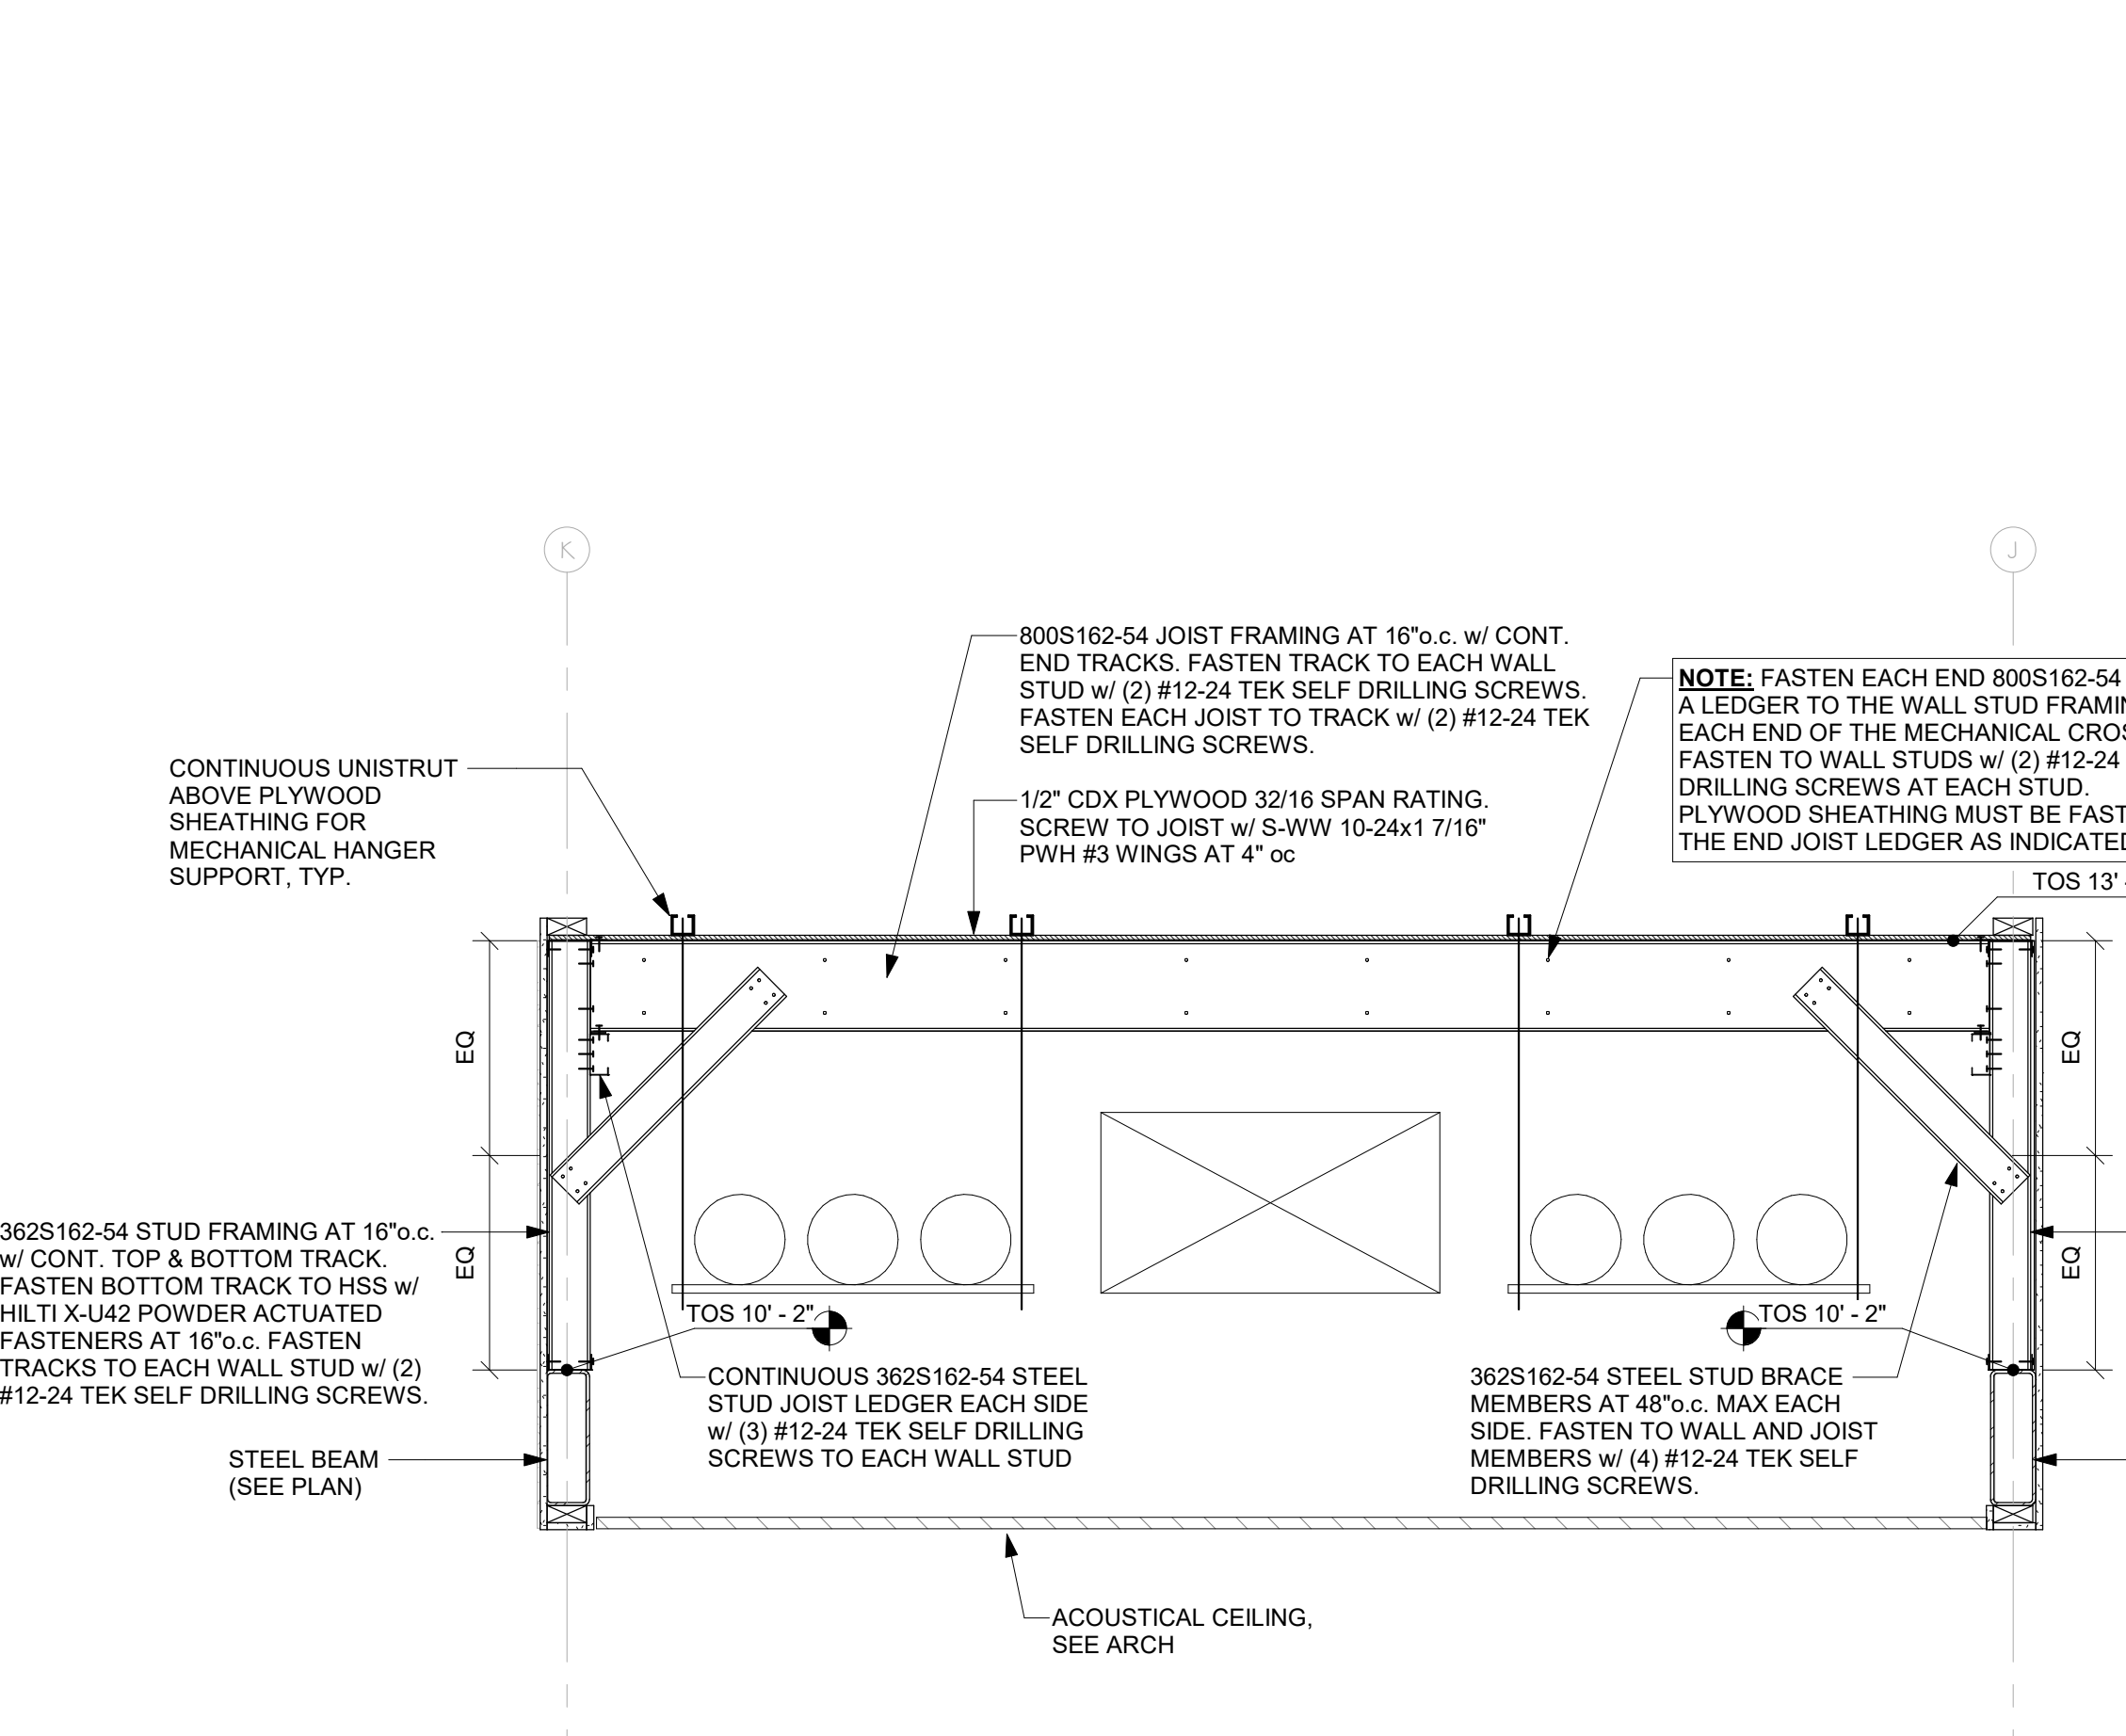 K
J
800S162-54 JOIST FRAMING AT 16"o.c. w/ CONT.
END TRACKS. FASTEN TRACK TO EACH WALL
STUD w/ (2) #12-24 TEK SELF DRILLING SCREWS.
FASTEN EACH JOIST TO TRACK w/ (2) #12-24 TEK
SELF DRILLING SCREWS.
NOTE: FASTEN EACH END 800S162-54
A LEDGER TO THE WALL STUD
EACH END OF THE MECHANICAL
FASTEN TO WALL STUDS w/ (2) #12-24
DRILLING SCREWS AT EACH STUD.
PLYWOOD SHEATHING MUST BE
THE END JOIST LEDGER AS
CONTINUOUS UNISTRUT
ABOVE PLYWOOD
SHEATHING FOR
MECHANICAL HANGER
SUPPORT, TYP.
1/2" CDX PLYWOOD 32/16 SPAN RATING.
SCREW TO JOIST w/ S-WW 10-24x1 7/16"
PWH #3 WINGS AT 4" oc
TOS 13' -
EQ
EQ
EQ
EQ
362S162-54 STUD FRAMING AT 16"o.c.
w/ CONT. TOP & BOTTOM TRACK.
FASTEN BOTTOM TRACK TO HSS w/
HILTI X-U42 POWDER ACTUATED
FASTENERS AT 16"o.c. FASTEN
TRACKS TO EACH WALL STUD w/ (2)
#12-24 TEK SELF DRILLING SCREWS.
TOS 10' - 2"
TOS 10' - 2"
CONTINUOUS 362S162-54 STEEL
STUD JOIST LEDGER EACH SIDE
w/ (3) #12-24 TEK SELF DRILLING
SCREWS TO EACH WALL STUD
362S162-54 STEEL STUD BRACE
MEMBERS AT 48"o.c. MAX EACH
SIDE. FASTEN TO WALL AND JOIST
MEMBERS w/ (4) #12-24 TEK SELF
DRILLING SCREWS.
STEEL BEAM
(SEE PLAN)
ACOUSTICAL CEILING,
SEE ARCH